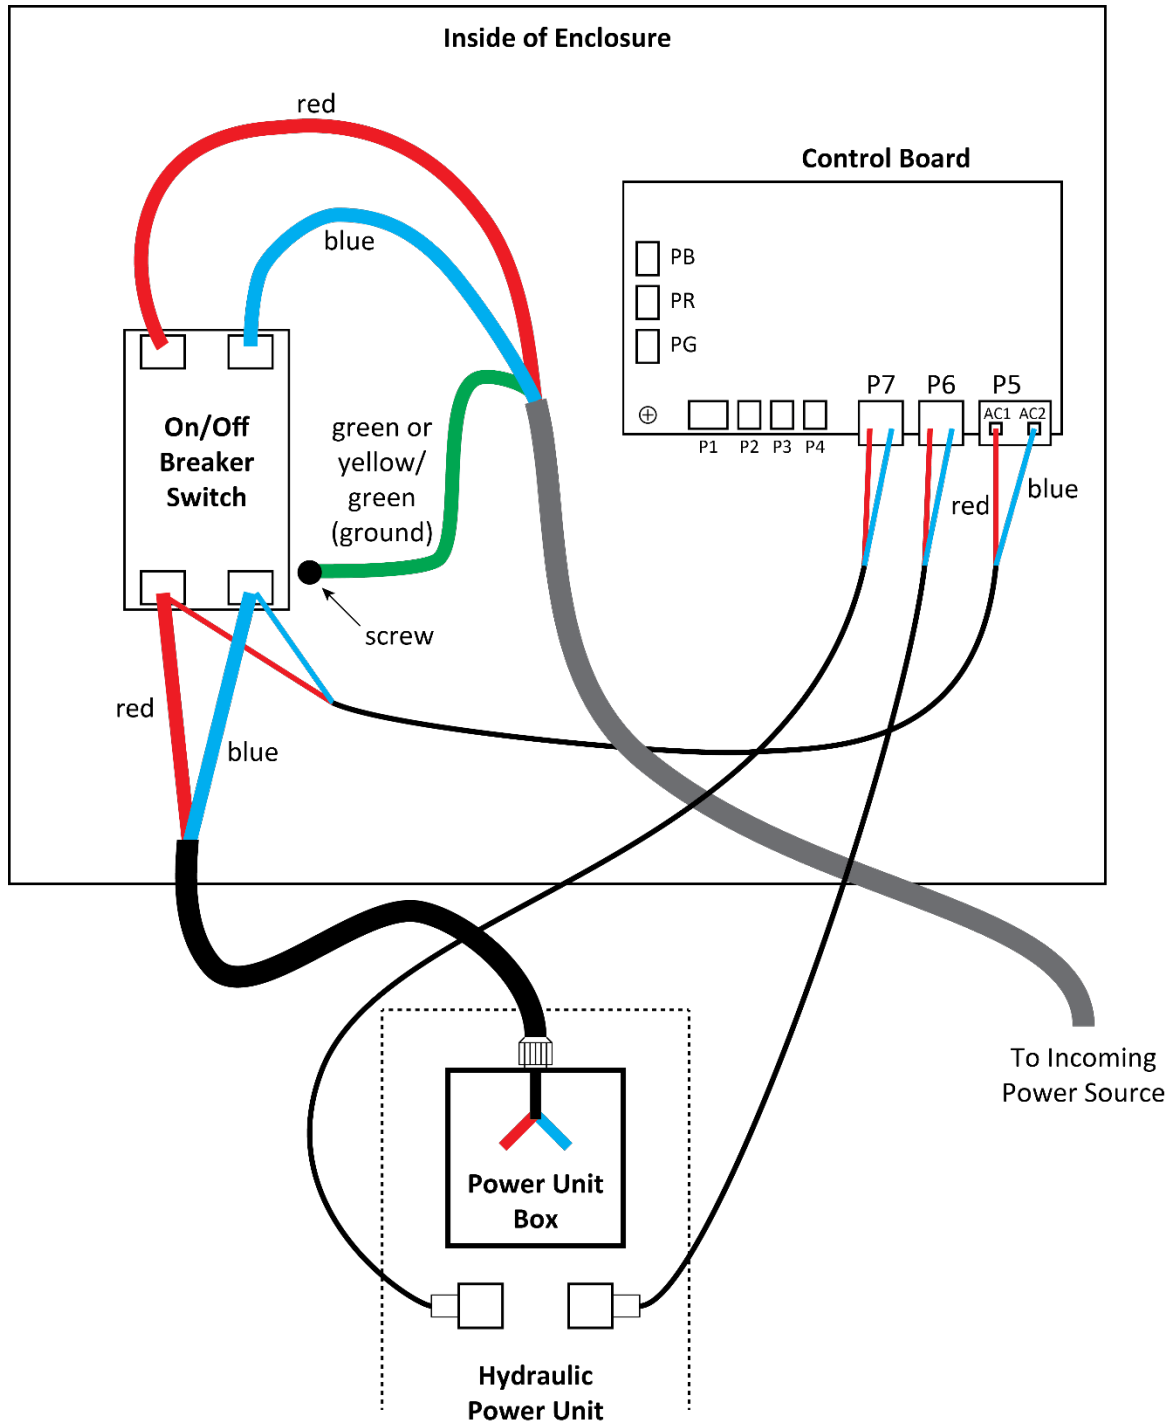 Inside of Enclosure
red
blue
Control Board
PB
PR
PG
P7
P6
P5
AC1
AC2
P1
P2
P3
P4
On/Off
Breaker
Switch
green or
yellow/
green
(ground)
red
blue
screw
red
blue
To Incoming
Power Source
Power Unit
Box
Hydraulic
Power Unit